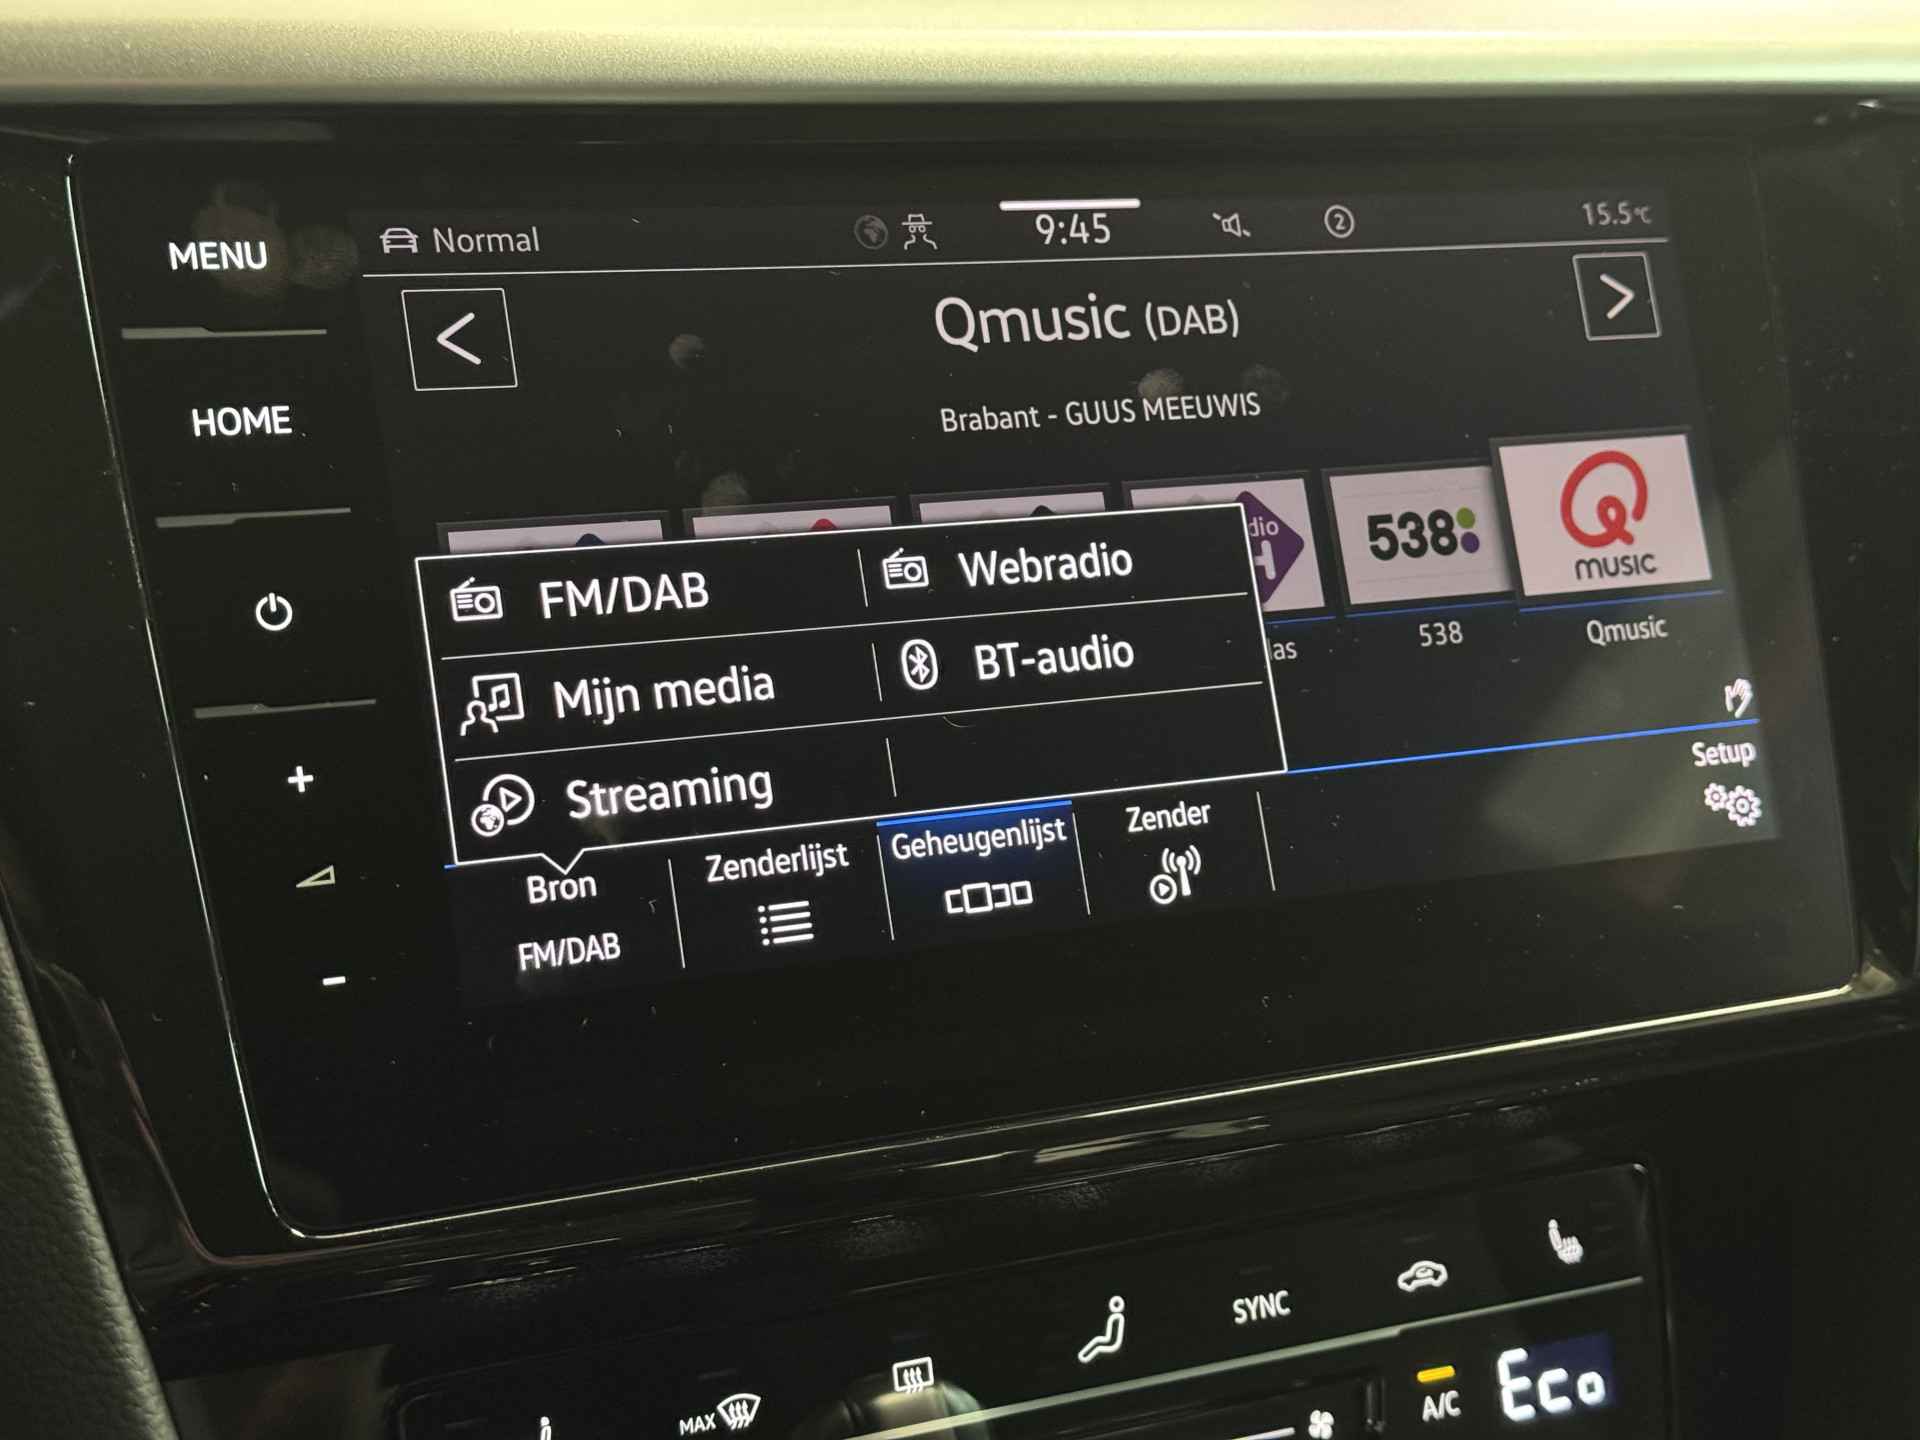 MENU
HOME
Normal
2
9:45
15.5°C
Qmusic (DAB)
Brabant - GUUS MEEUWIS
538
Q
MUSIC
538
Qmusic
FM/DAB
Webradio
Mijn media
BT-audio
Streaming
Bron
FM/DAB
Zenderlijst
Geheugenlijst
Zender
Setup
+
-
SYNC
MAX
A/C
Eco